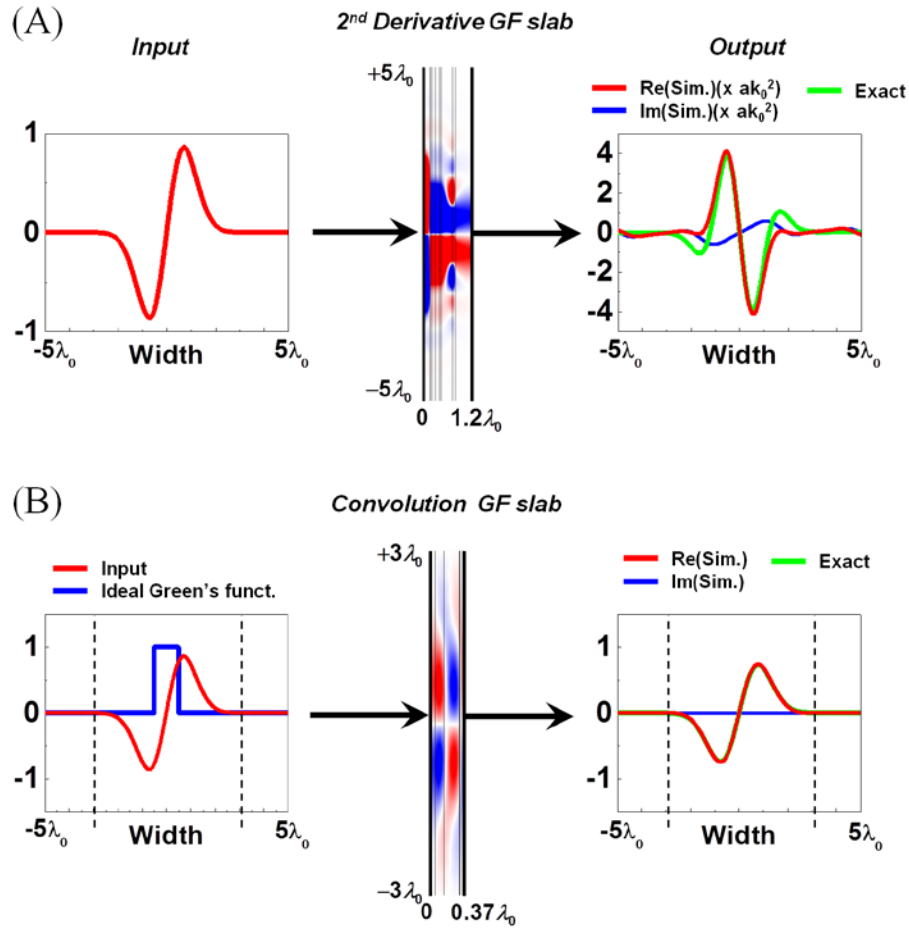 (A)
2nd Derivative GF slab
Input
Output
+5λ0
Re(Sim.)(x ak0²)
Exact
Im(Sim.)(x ak0²)
1
0
-1
-5λ0
Width
5λ0
−5λ0
0
1.2λ0
4
2
0
-2
-4
-5λ0
Width
5λ0
(B)
Convolution GF slab
Input
Ideal Green's funct.
+3λ0
Re(Sim.)
Exact
Im(Sim.)
1
0
-1
-5λ0
Width
5λ0
−3λ0
0
0.37λ0
1
0
-1
-5λ0
Width
5λ0